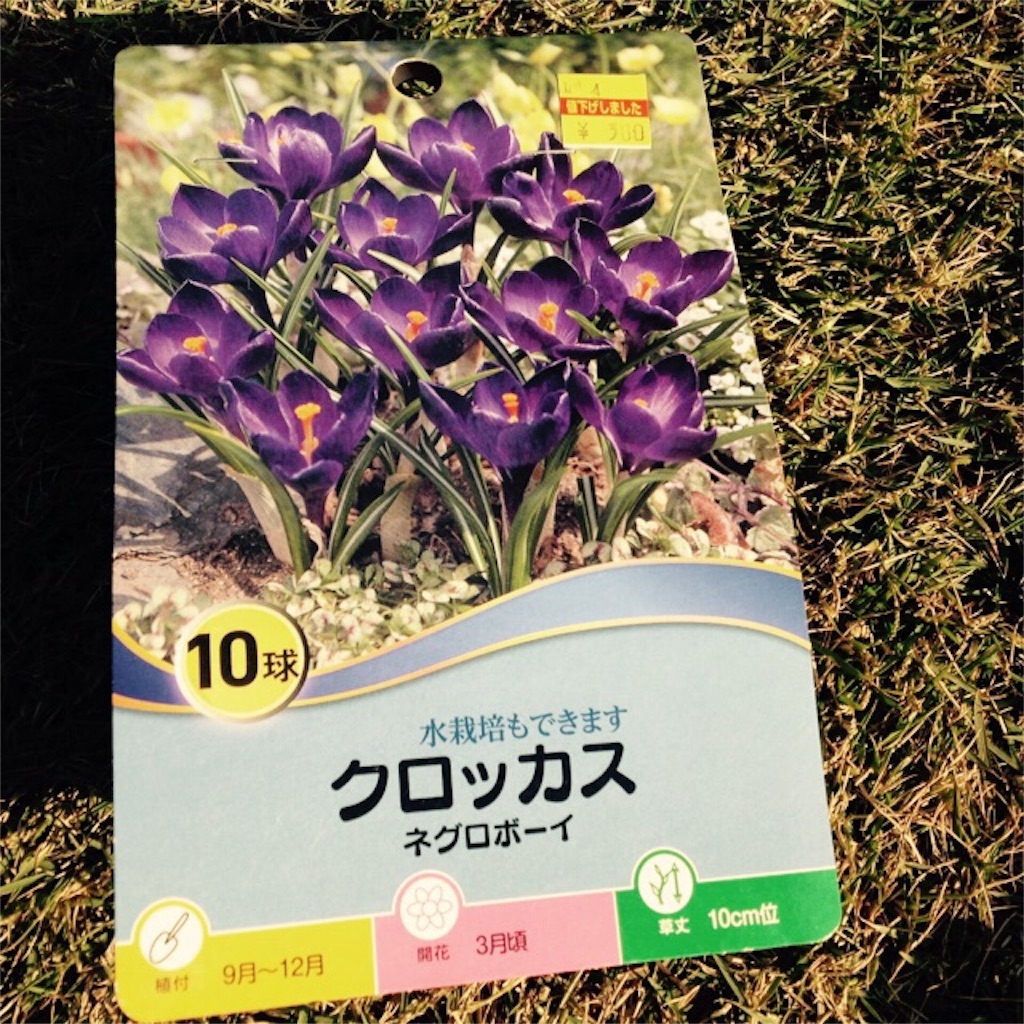 値下げしました
¥ 380
10球
水栽培もできます
クロッカス
ネグロボーイ
植付 9月〜12月
開花 3月頃
草丈 10cm位